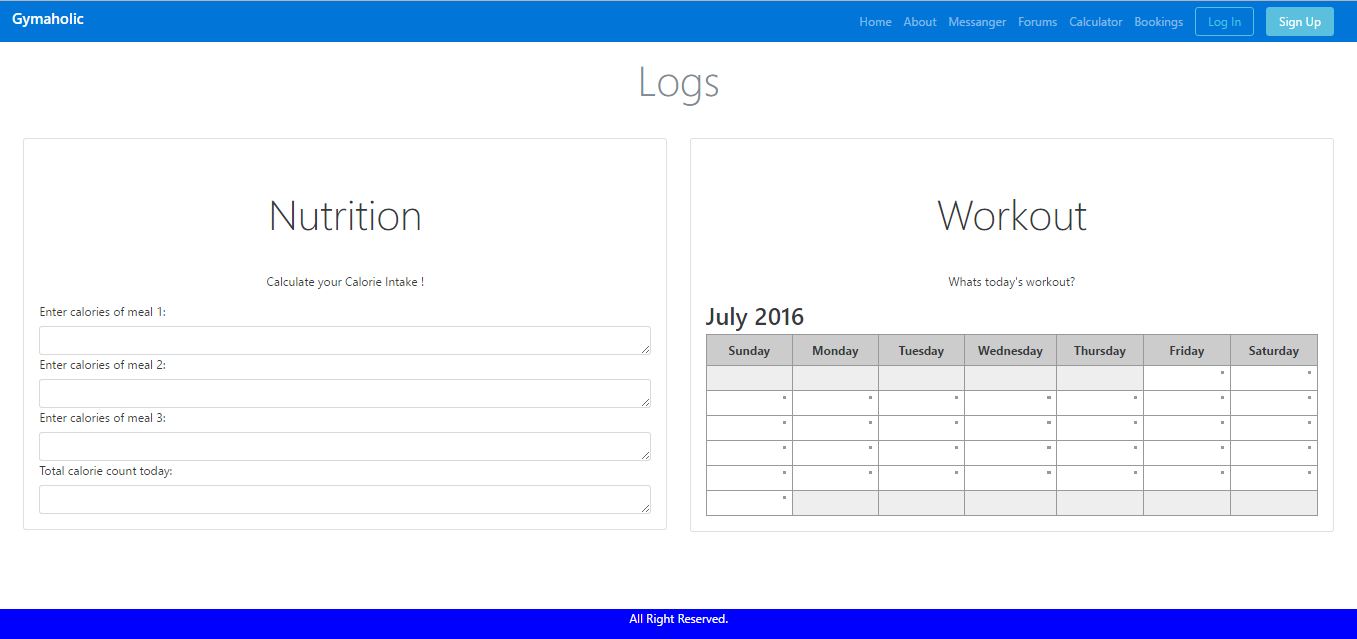 Gymaholic
Home About Messanger Forums Calculator Bookings Log In Sign Up
Logs
Nutrition
Calculate your Calorie Intake !
Enter calories of meal 1:
Enter calories of meal 2:
Enter calories of meal 3:
Total calorie count today:
Workout
Whats today's workout?
July 2016
Sunday Monday Tuesday Wednesday Thursday Friday Saturday
All Right Reserved.